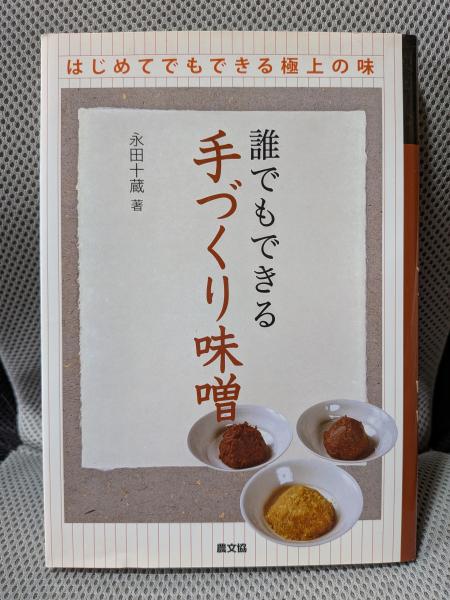 はじめてでもできる極上の味
誰でもできる
手づくり味噌
永田十蔵 著
農文協